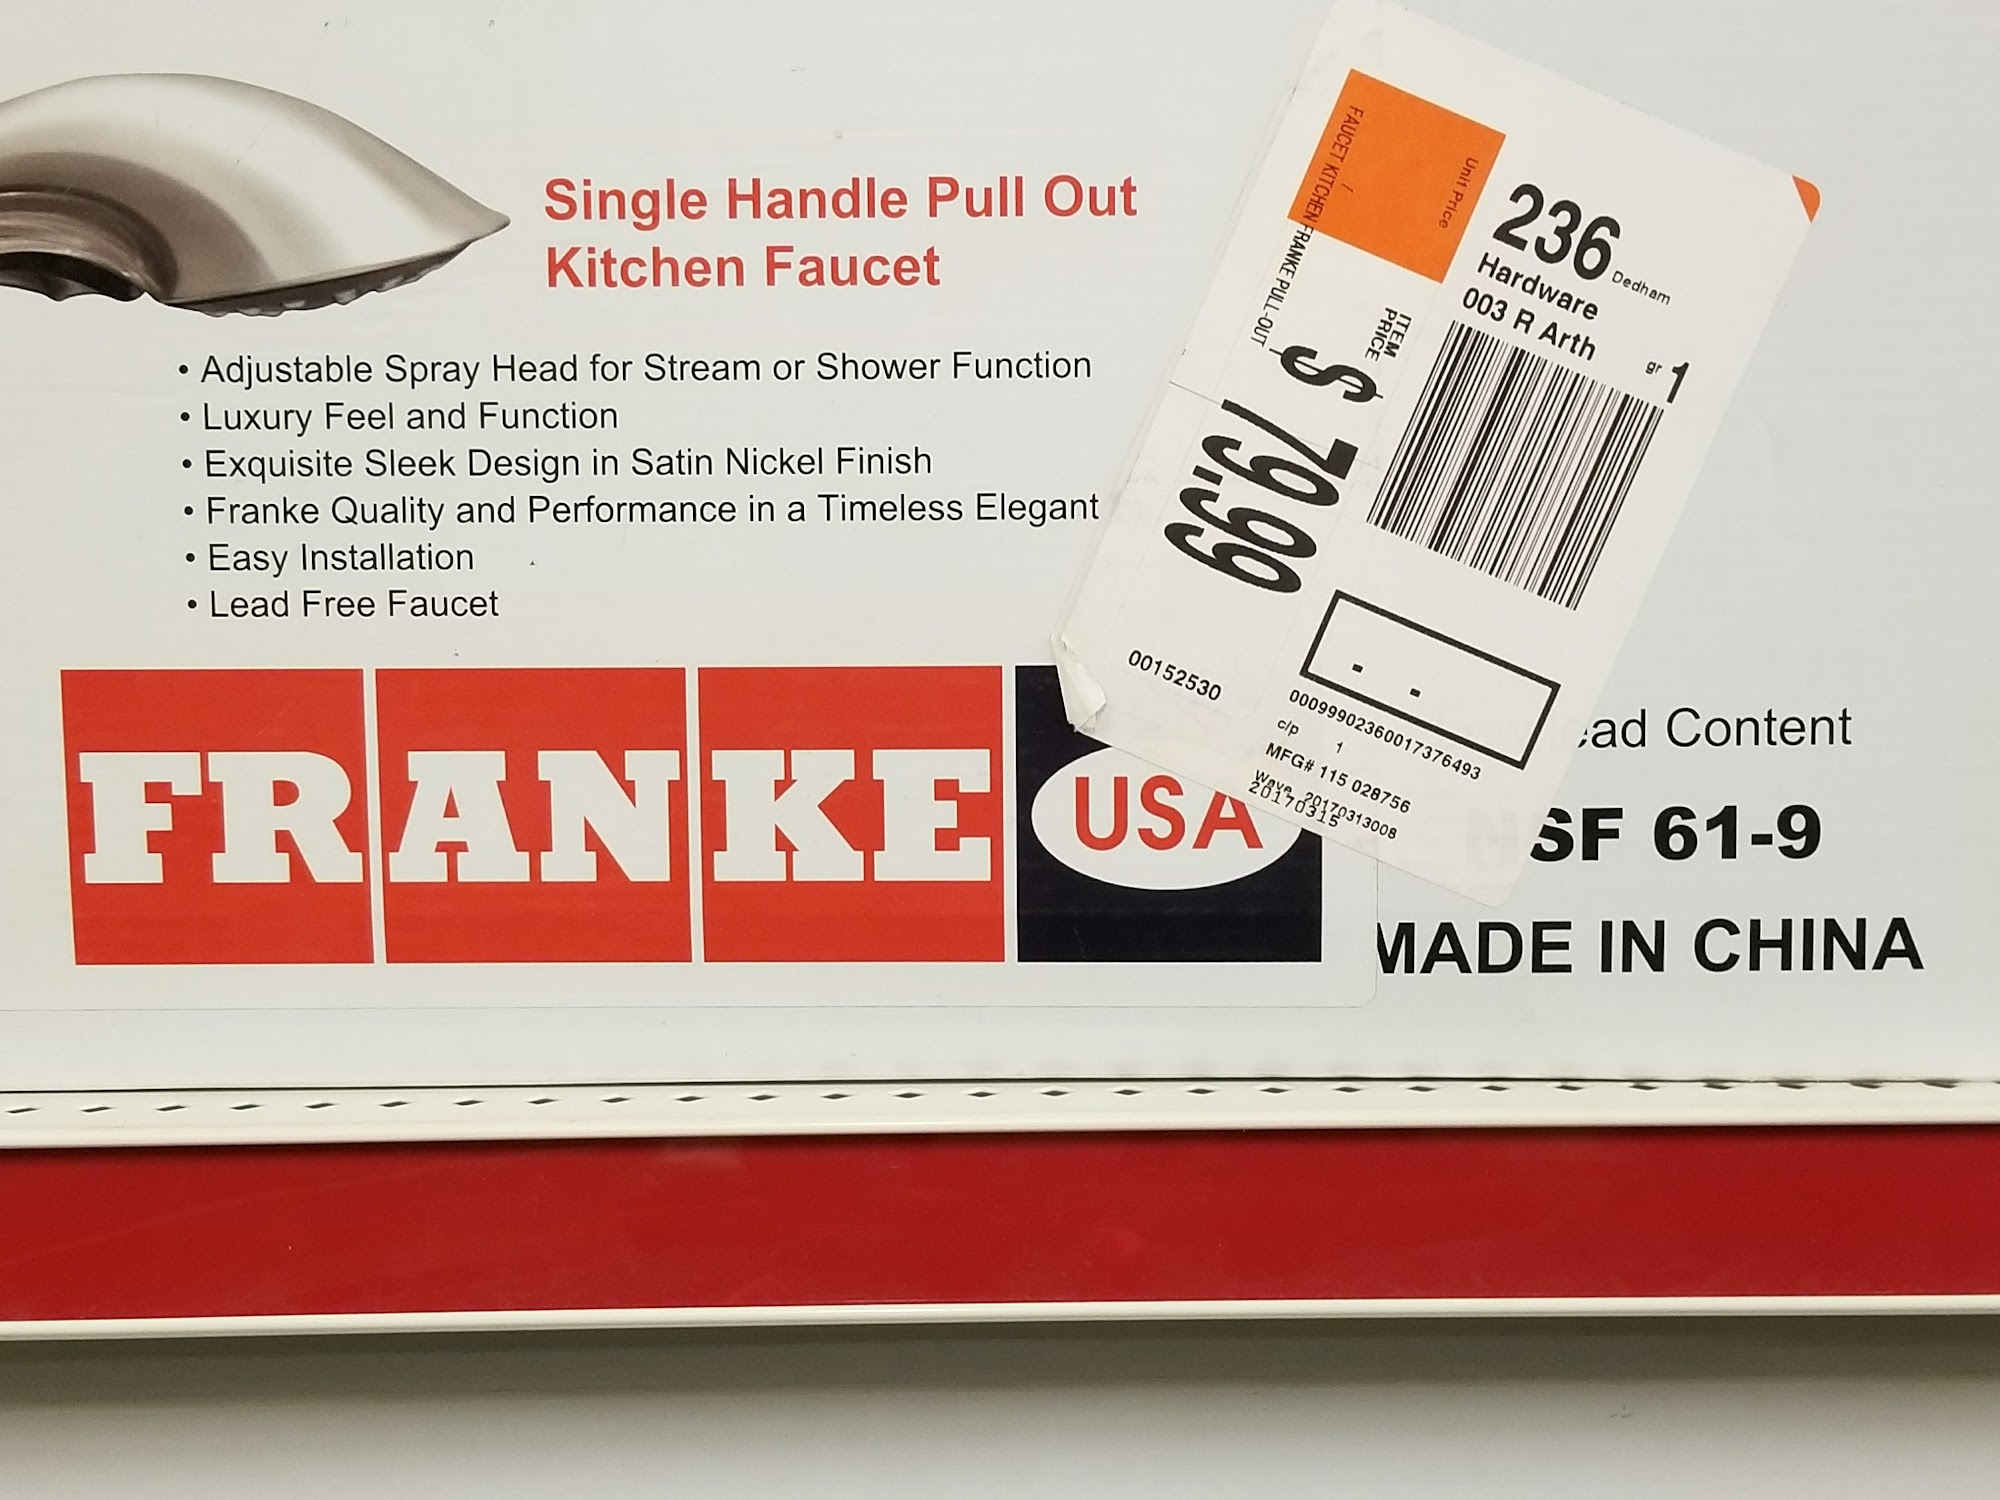 Single Handle Pull Out
Kitchen Faucet
• Adjustable Spray Head for Stream or Shower Function
• Luxury Feel and Function
• Exquisite Sleek Design in Satin Nickel Finish
• Franke Quality and Performance in a Timeless Elegant
• Easy Installation
• Lead Free Faucet
FRANKE
USA
FAUCET KITCHEN FRANKE PULL-OUT
Unit Price
ITEM
PRICE
$ 79.99
236 Dedham
Hardware
003 R Arth
gr 1
00152530
00099902360017376493
c/p 1
MFG# 115 028756
Wave 20170313008
20170315
Content
SF 61-9
MADE IN CHINA